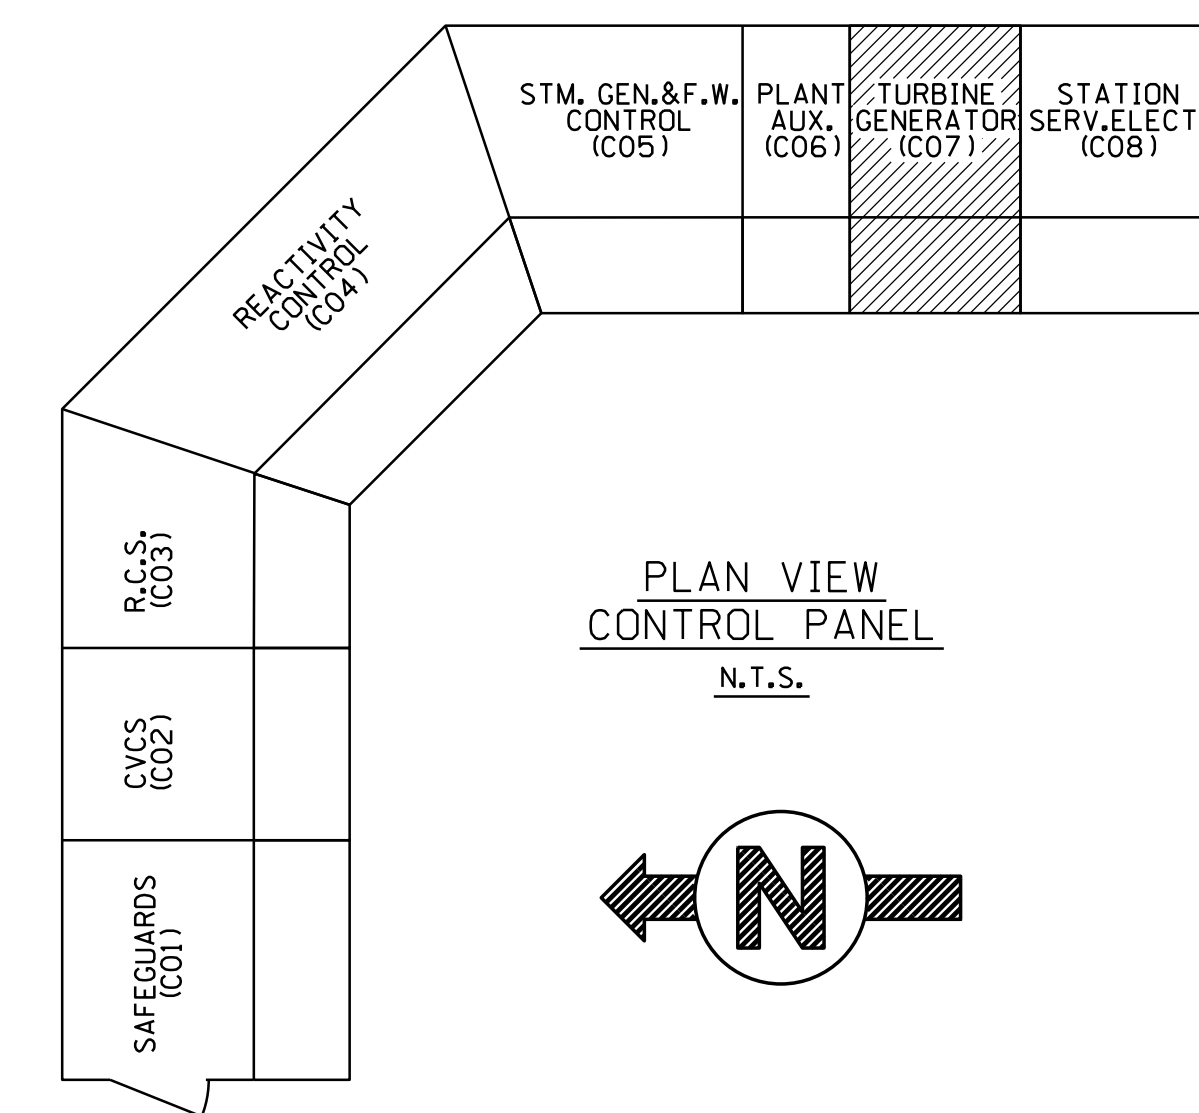 STM. GEN.&F.W.
CONTROL
(C05)
PLANT
AUX.
(C06)
TURBINE
GENERATOR
(C07)
STATION
SERV.ELECT
(C08)
REACTIVITY
CONTROL
(C04)
R.C.S.
(C03)
CVCS
(C02)
SAFEGUARDS
(C01)
PLAN VIEW
CONTROL PANEL
N.T.S.
N